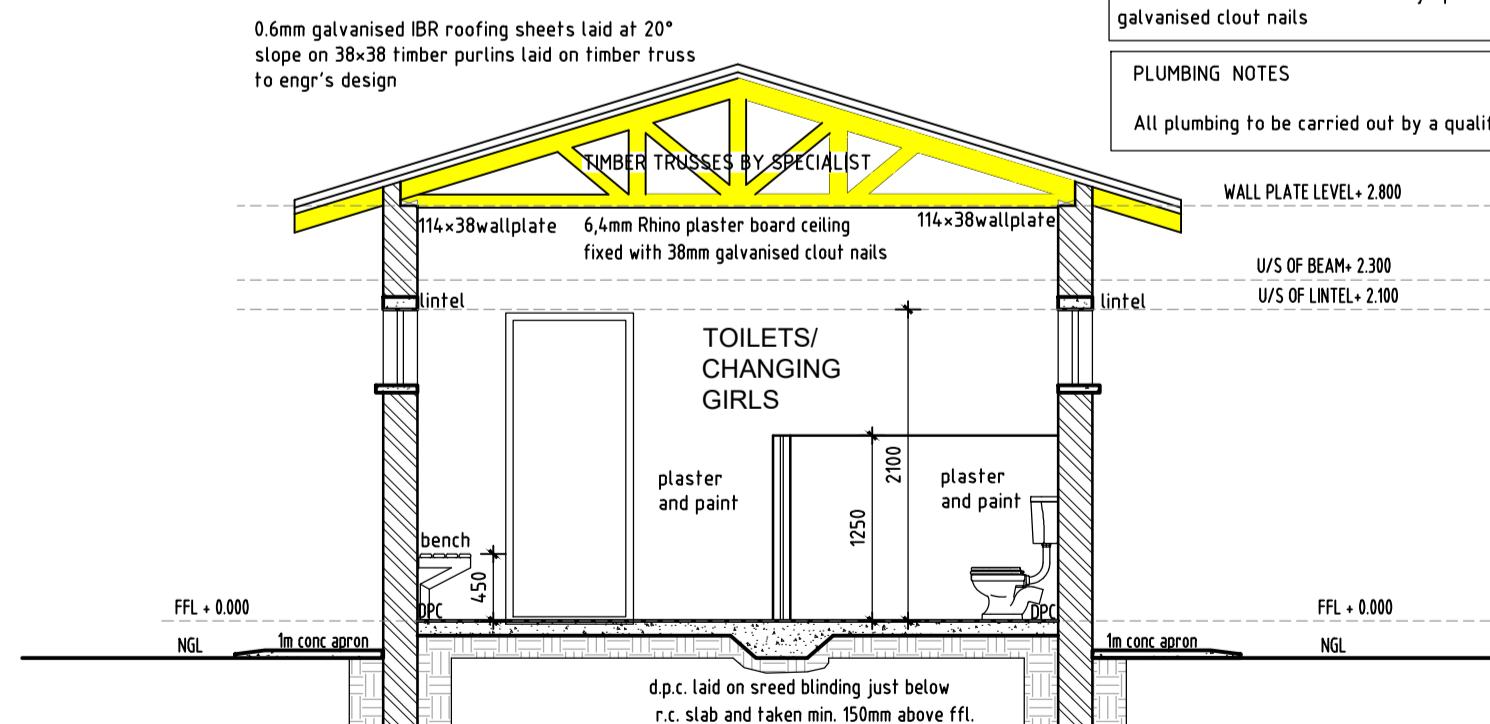 0.6mm galvanised IBR roofing sheets laid at 20°
slope on 38×38 timber purlins laid on timber truss
to engr's design
galvanised clout nails
PLUMBING NOTES
All plumbing to be carried out by a
TIMBER TRUSSES BY SPECIALIST
WALL PLATE LEVEL+ 2.800
114×38wallplate
6,4mm Rhino plaster board ceiling
fixed with 38mm galvanised clout nails
114×38wallplate
U/S OF BEAM+ 2.300
U/S OF LINTEL+ 2.100
lintel
lintel
TOILETS/
CHANGING
GIRLS
plaster
and paint
2100
1250
plaster
and paint
bench
450
DPC
DPC
FFL + 0.000
FFL + 0.000
NGL
1m conc apron
1m conc apron
NGL
d.p.c. laid on sreed blinding just below
r.c. slab and taken min. 150mm above ffl.